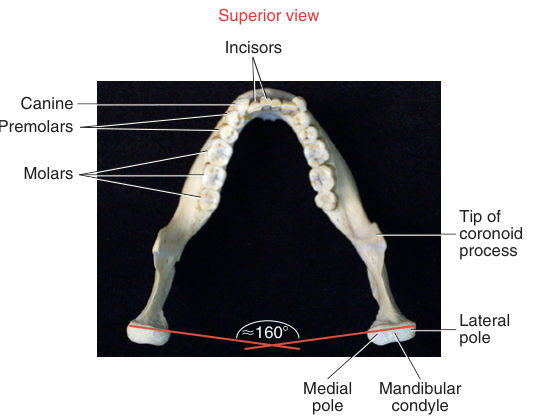 Superior view
Incisors
Canine
Premolars
Molars
Tip of
coronoid
process
≈160°
Lateral
pole
Medial
pole
Mandibular
condyle